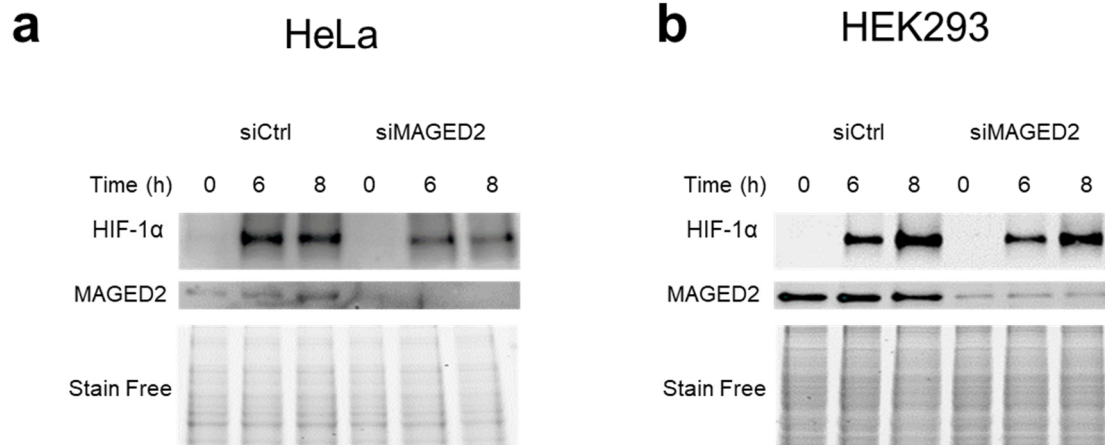 a
HeLa
siCtrl siMAGED2
Time (h) 0 6 8 0 6 8
HIF-1α
MAGED2
Stain Free
b
HEK293
siCtrl siMAGED2
Time (h) 0 6 8 0 6 8
HIF-1α
MAGED2
Stain Free